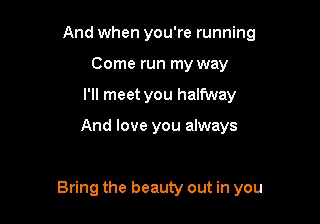 And when you're running
Come run my way
I'll meet you halfway
And love you always
Bring the beauty out in you